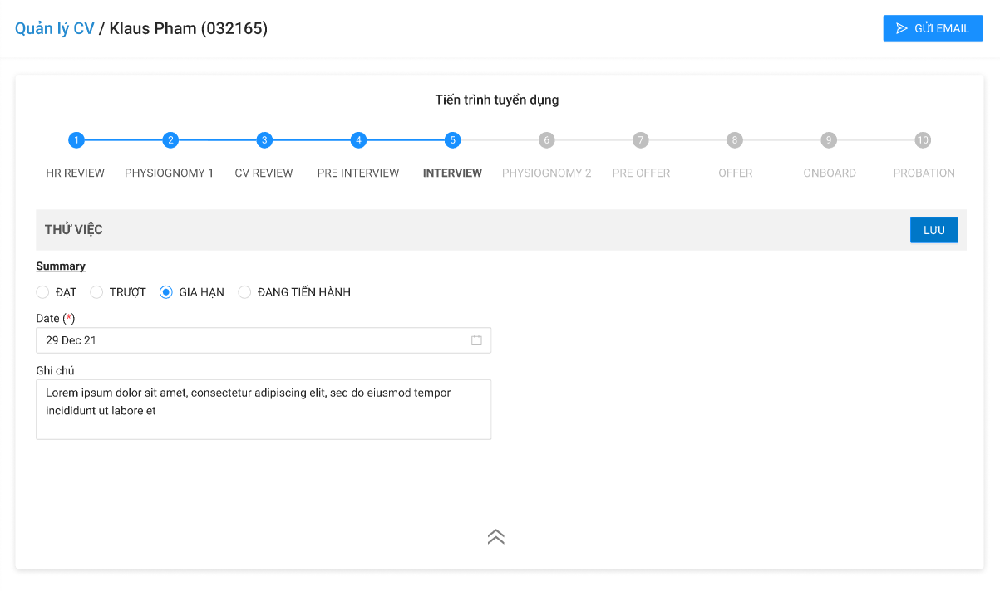 Quản lý CV / Klaus Pham (032165)
GỬI EMAIL
Tiến trình tuyển dụng
1 2 3 4 5 6 7 8 9 10
HR REVIEW PHYSIOGNOMY 1 CV REVIEW PRE INTERVIEW INTERVIEW PHYSIOGNOMY 2 PRE OFFER OFFER ONBOARD PROBATION
THỬ VIỆC
LƯU
Summary
ĐẠT TRƯỢT GIA HẠN ĐANG TIẾN HÀNH
Date (*)
29 Dec 21
Ghi chú
Lorem ipsum dolor sit amet, consectetur adipiscing elit, sed do eiusmod tempor
incididunt ut labore et